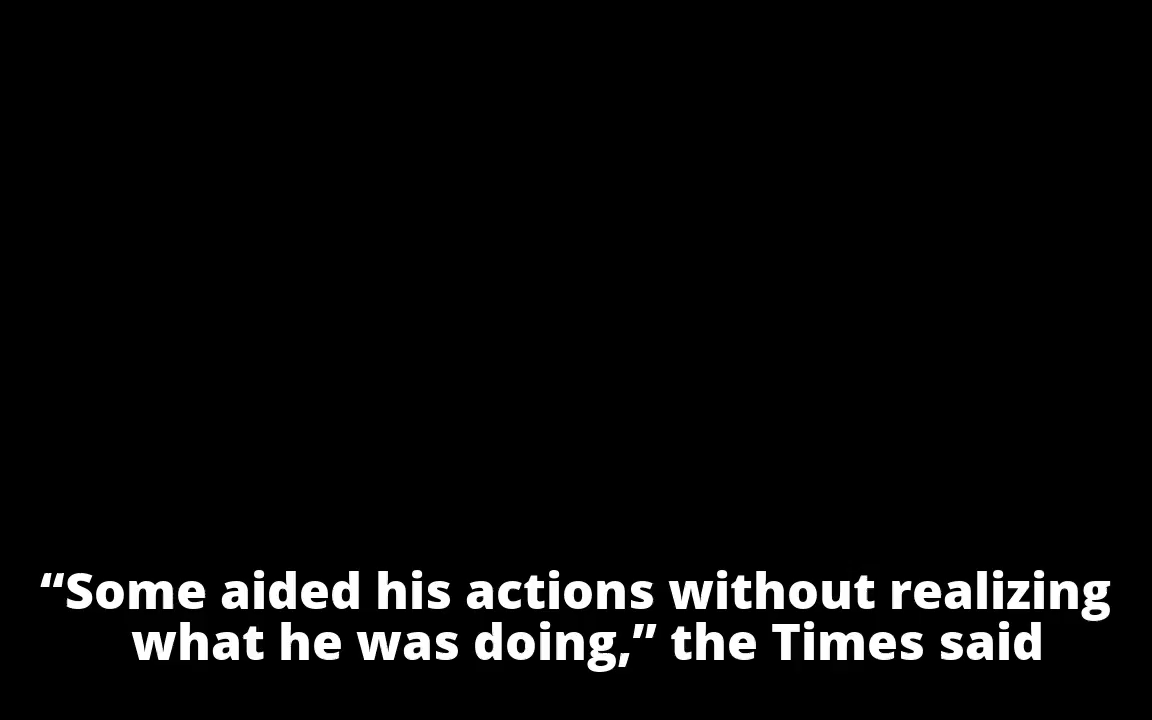 “Some aided his actions without realizing
what he was doing,” the Times said